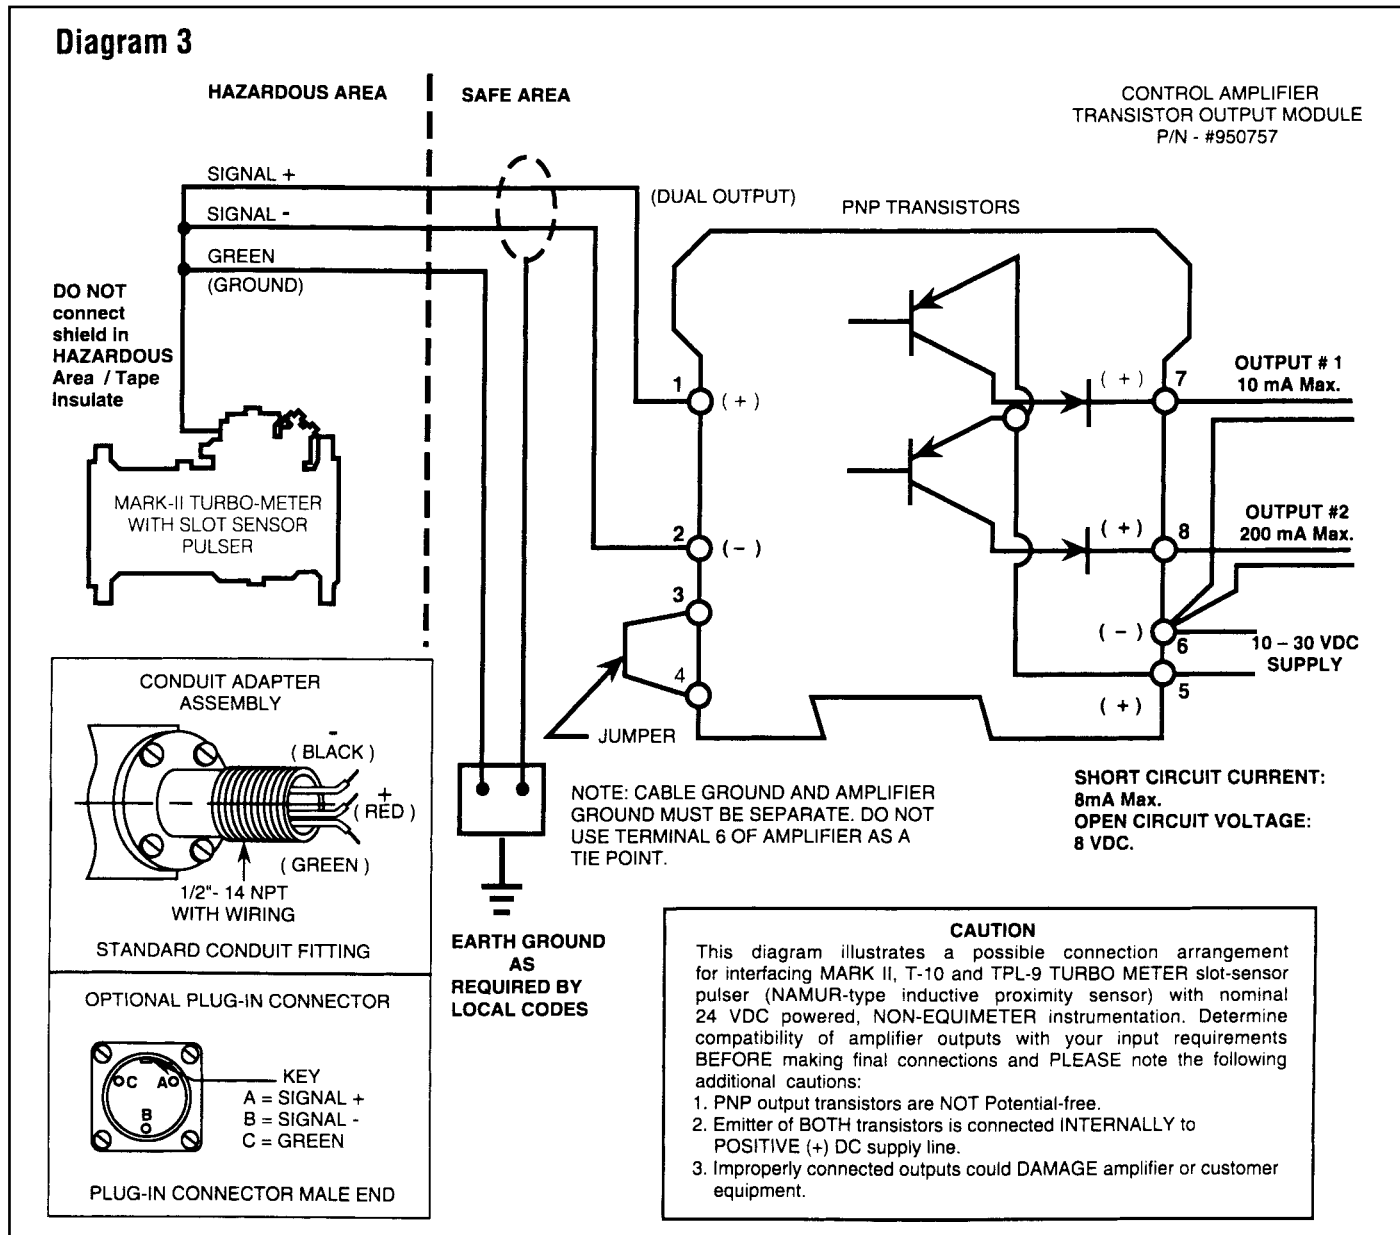 Diagram 3
HAZARDOUS AREA
SAFE AREA
CONTROL AMPLIFIER
TRANSISTOR OUTPUT MODULE
P/N - #950757
SIGNAL +
SIGNAL -
GREEN
(GROUND)
(DUAL OUTPUT)
PNP TRANSISTORS
DO NOT
connect
shield in
HAZARDOUS
Area / Tape
insulate
MARK-II TURBO-METER
WITH SLOT SENSOR
PULSER
1
(+)
2
(-)
3
4
JUMPER
(+)
7
OUTPUT # 1
10 mA Max.
(+)
8
OUTPUT #2
200 mA Max.
(-)
6
10 – 30 VDC
SUPPLY
5
(+)
SHORT CIRCUIT CURRENT:
8mA Max.
OPEN CIRCUIT VOLTAGE:
8 VDC.
NOTE: CABLE GROUND AND AMPLIFIER
GROUND MUST BE SEPARATE. DO NOT
USE TERMINAL 6 OF AMPLIFIER AS A
TIE POINT.
EARTH GROUND
AS
REQUIRED BY
LOCAL CODES
CONDUIT ADAPTER
ASSEMBLY
-
( BLACK )
+
( RED )
( GREEN )
1/2"- 14 NPT
WITH WIRING
STANDARD CONDUIT FITTING
OPTIONAL PLUG-IN CONNECTOR
C
A
B
KEY
A = SIGNAL +
B = SIGNAL -
C = GREEN
PLUG-IN CONNECTOR MALE END
CAUTION
This diagram illustrates a possible connection arrangement
for interfacing MARK II, T-10 and TPL-9 TURBO METER slot-sensor
pulser (NAMUR-type inductive proximity sensor) with nominal
24 VDC powered, NON-EQUIMETER instrumentation. Determine
compatibility of amplifier outputs with your input requirements
BEFORE making final connections and PLEASE note the following
additional cautions:
1. PNP output transistors are NOT Potential-free.
2. Emitter of BOTH transistors is connected INTERNALLY to
POSITIVE (+) DC supply line.
3. Improperly connected outputs could DAMAGE amplifier or customer
equipment.